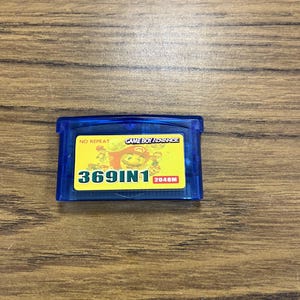 NO REPEAT
GAME BOY ADVANCE
369IN1
2048M